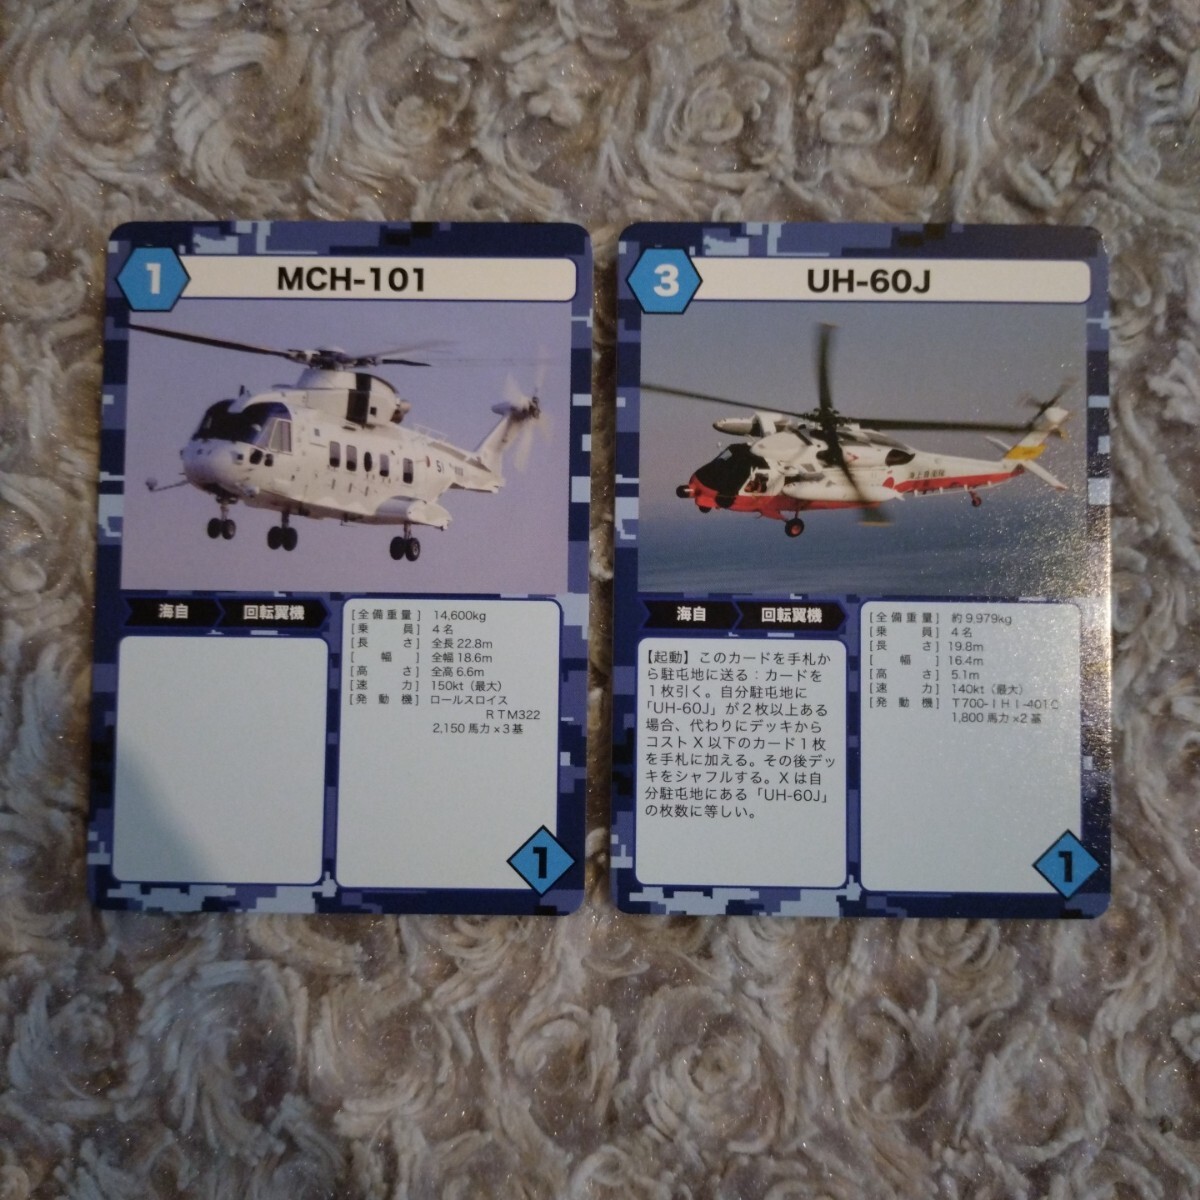 1
MCH-101
海自
回転翼機
[全備重量] 14,600kg
[乗員] 4名
[長さ] 全長22.8m
[幅] 全幅18.6m
[高さ] 全高6.6m
[速力] 150kt（最大）
[発動機] ロールスロイス
RTM322
2,150馬力×3基
1
3
UH-60J
海上自衛隊
海自
回転翼機
【起動】このカードを手札か
ら駐屯地に送る：カードを
1枚引く。自分駐屯地に
「UH-60J」が2枚以上ある
場合、代わりにデッキから
コストX以下のカード1枚
を手札に加える。その後デッ
キをシャフルする。Xは自
分駐屯地にある「UH-60J」
の枚数に等しい。
[全備重量] 約9,979kg
[乗員] 4名
[長さ] 19.8m
[幅] 16.4m
[高さ] 5.1m
[速力] 140kt（最大）
[発動機] T700-IHI-401C
1,800馬力×2基
1